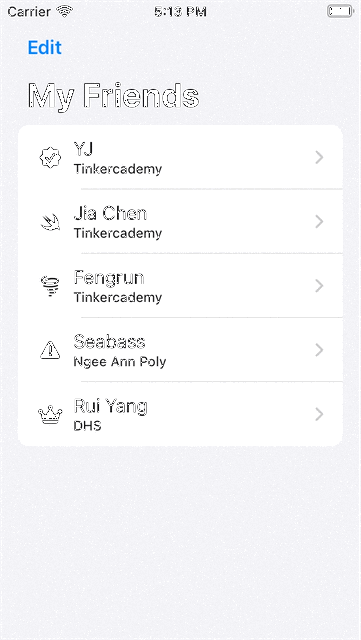 Carrier 5:13 PM
Edit
My Friends
YJ
Tinkercademy
Jia Chen
Tinkercademy
Fengrun
Tinkercademy
Seabass
Ngee Ann Poly
Rui Yang
DHS